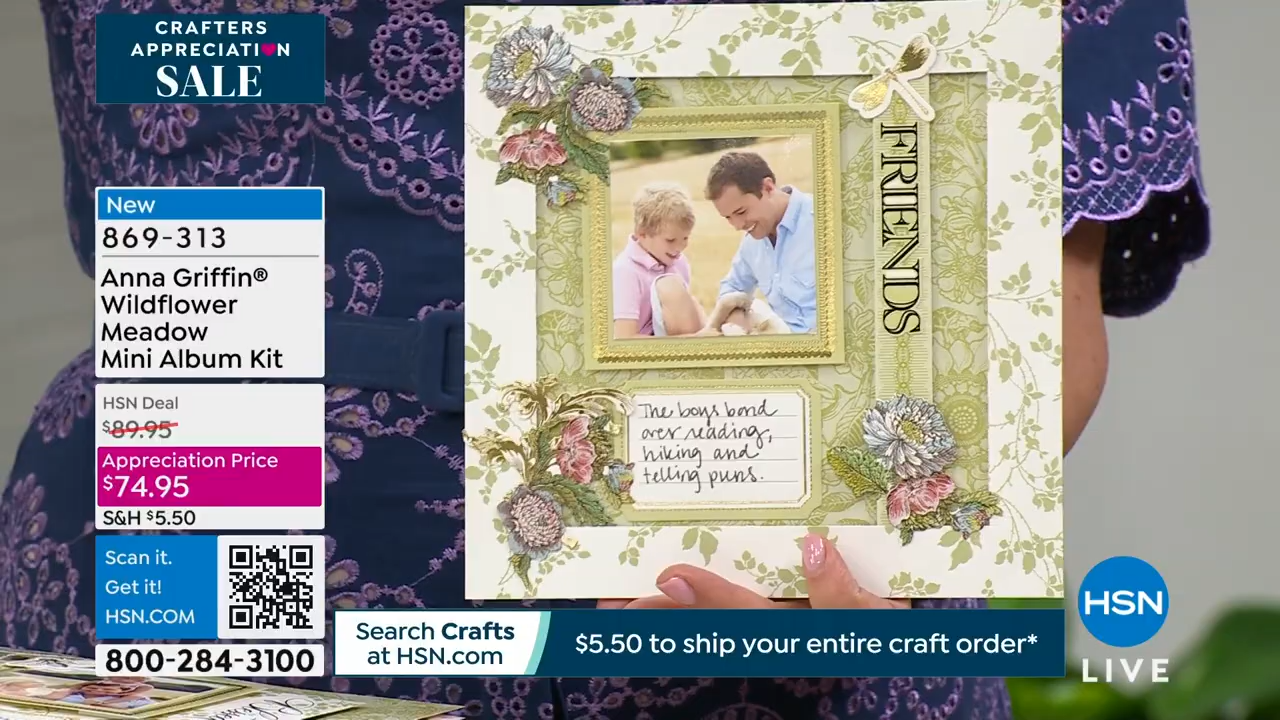 CRAFTERS
APPRECIATION
SALE
New
869-313
Anna Griffin®
Wildflower
Meadow
Mini Album Kit
HSN Deal
$89.95
Appreciation Price
$74.95
S&H $5.50
Scan it.
Get it!
HSN.COM
800-284-3100
FRIENDS
The boys bond
over reading,
hiking and
telling puns.
Search Crafts
at HSN.com
$5.50 to ship your entire craft order*
HSN
LIVE